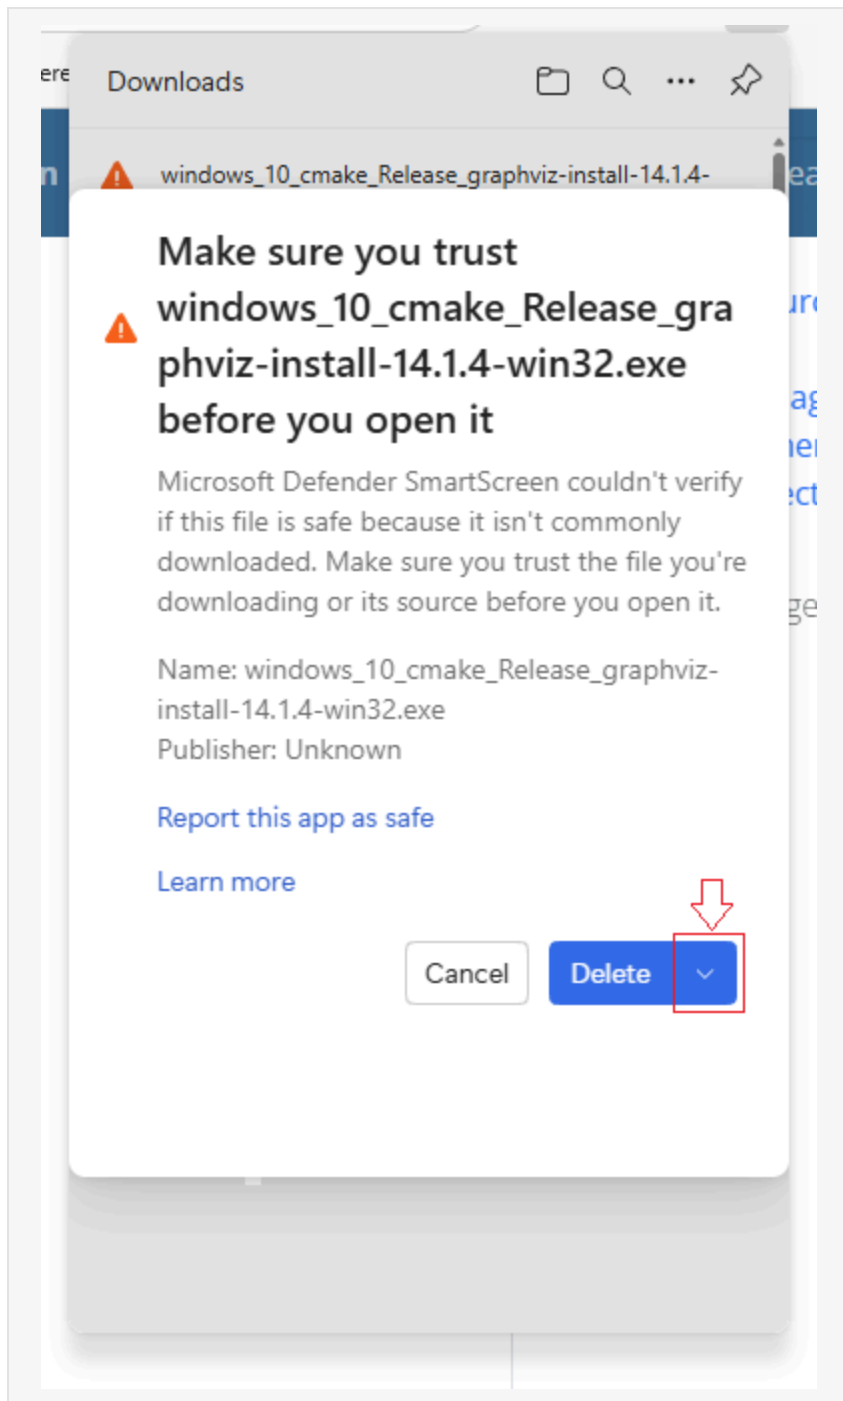 ere
Downloads
n
windows_10_cmake_Release_graphviz-install-14.1.4-
ea
Make sure you trust
windows_10_cmake_Release_gra
phviz-install-14.1.4-win32.exe
before you open it
Microsoft Defender SmartScreen couldn't verify
if this file is safe because it isn't commonly
downloaded. Make sure you trust the file you're
downloading or its source before you open it.
Name: windows_10_cmake_Release_graphviz-
install-14.1.4-win32.exe
Publisher: Unknown
Report this app as safe
Learn more
Cancel
Delete